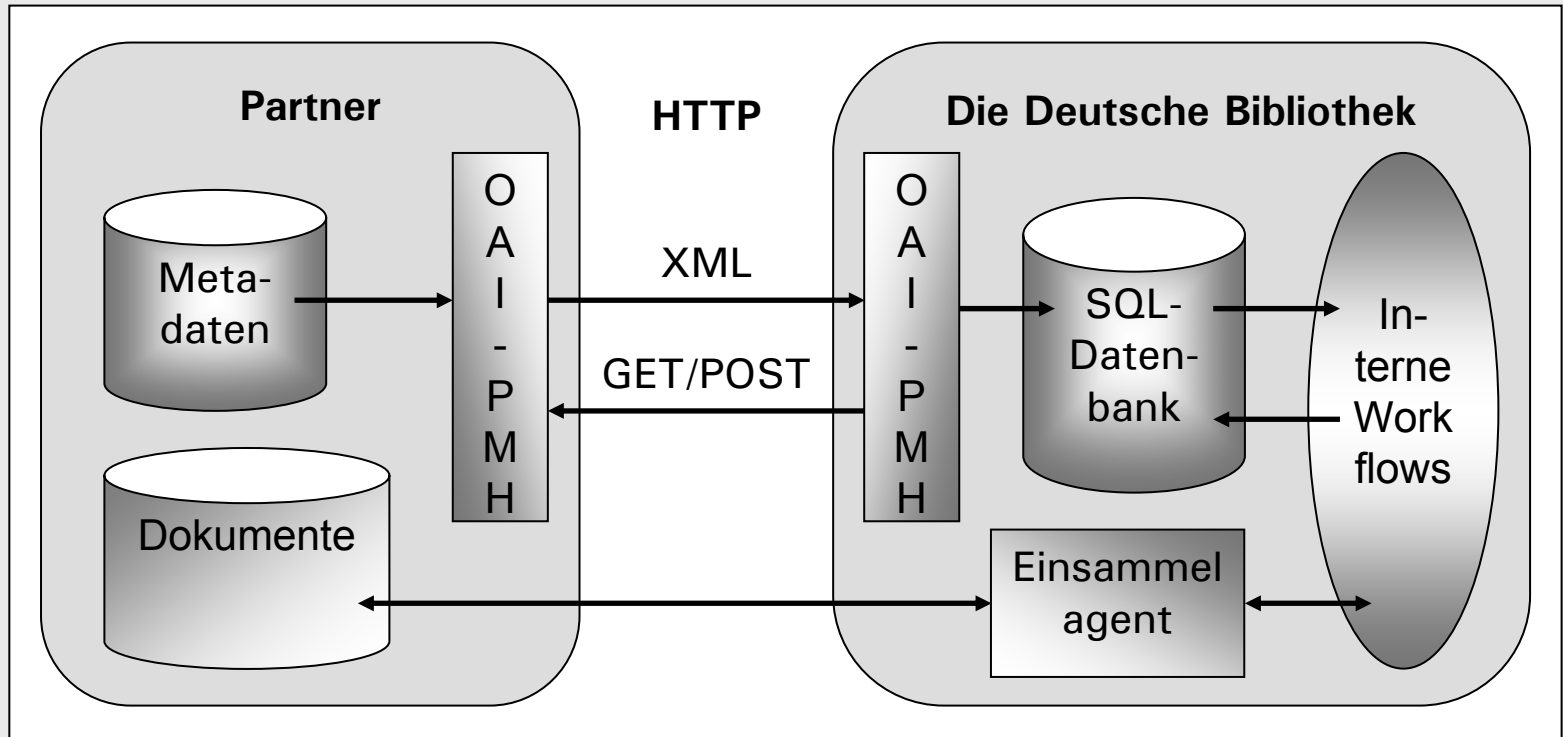 Partner
HTTP
Die Deutsche Bibliothek
Meta-
daten
O
A
I
-
P
M
H
XML
GET/POST
O
A
I
-
P
M
H
SQL-
Daten-
bank
In-
terne
Work
flows
Dokumente
Einsammel
agent